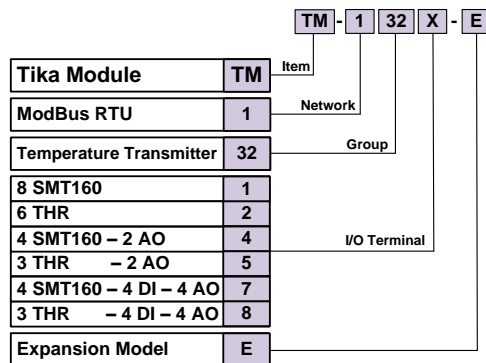 TM - 1 32 X - E
Item
Tika Module TM
Network
ModBus RTU 1
Group
Temperature Transmitter 32
8 SMT160 1
6 THR 2
4 SMT160 – 2 AO 4
I/O Terminal
3 THR – 2 AO 5
4 SMT160 – 4 DI – 4 AO 7
3 THR – 4 DI – 4 AO 8
Expansion Model E